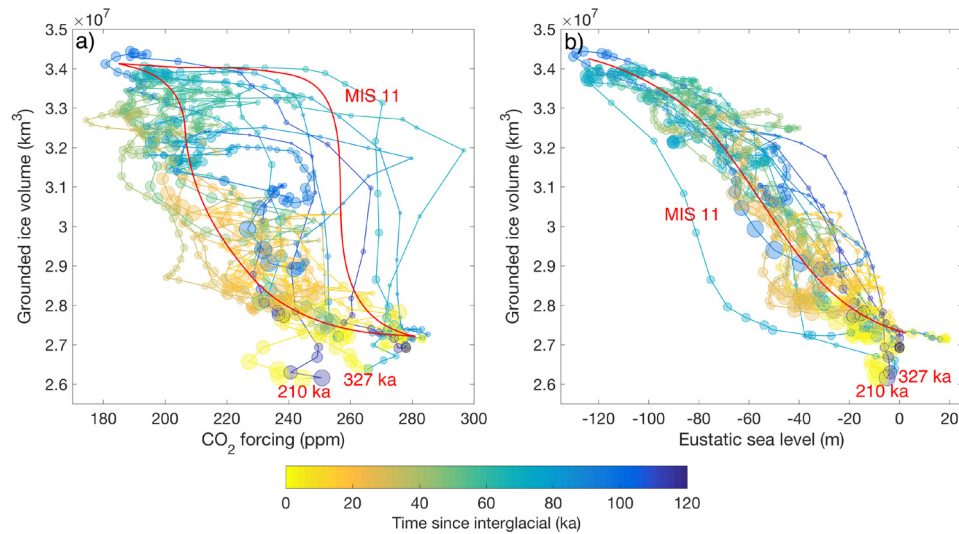 ×10⁷
3.5
3.4
3.3
3.2
3.1
3
2.9
2.8
2.7
2.6
Grounded ice volume (km³)
a)
MIS 11
327 ka
210 ka
180 200 220 240 260 280 300
CO₂ forcing (ppm)
×10⁷
3.5
3.4
3.3
3.2
3.1
3
2.9
2.8
2.7
2.6
Grounded ice volume (km³)
b)
MIS 11
327 ka
210 ka
-120 -100 -80 -60 -40 -20 0 20
Eustatic sea level (m)
0 20 40 60 80 100 120
Time since interglacial (ka)